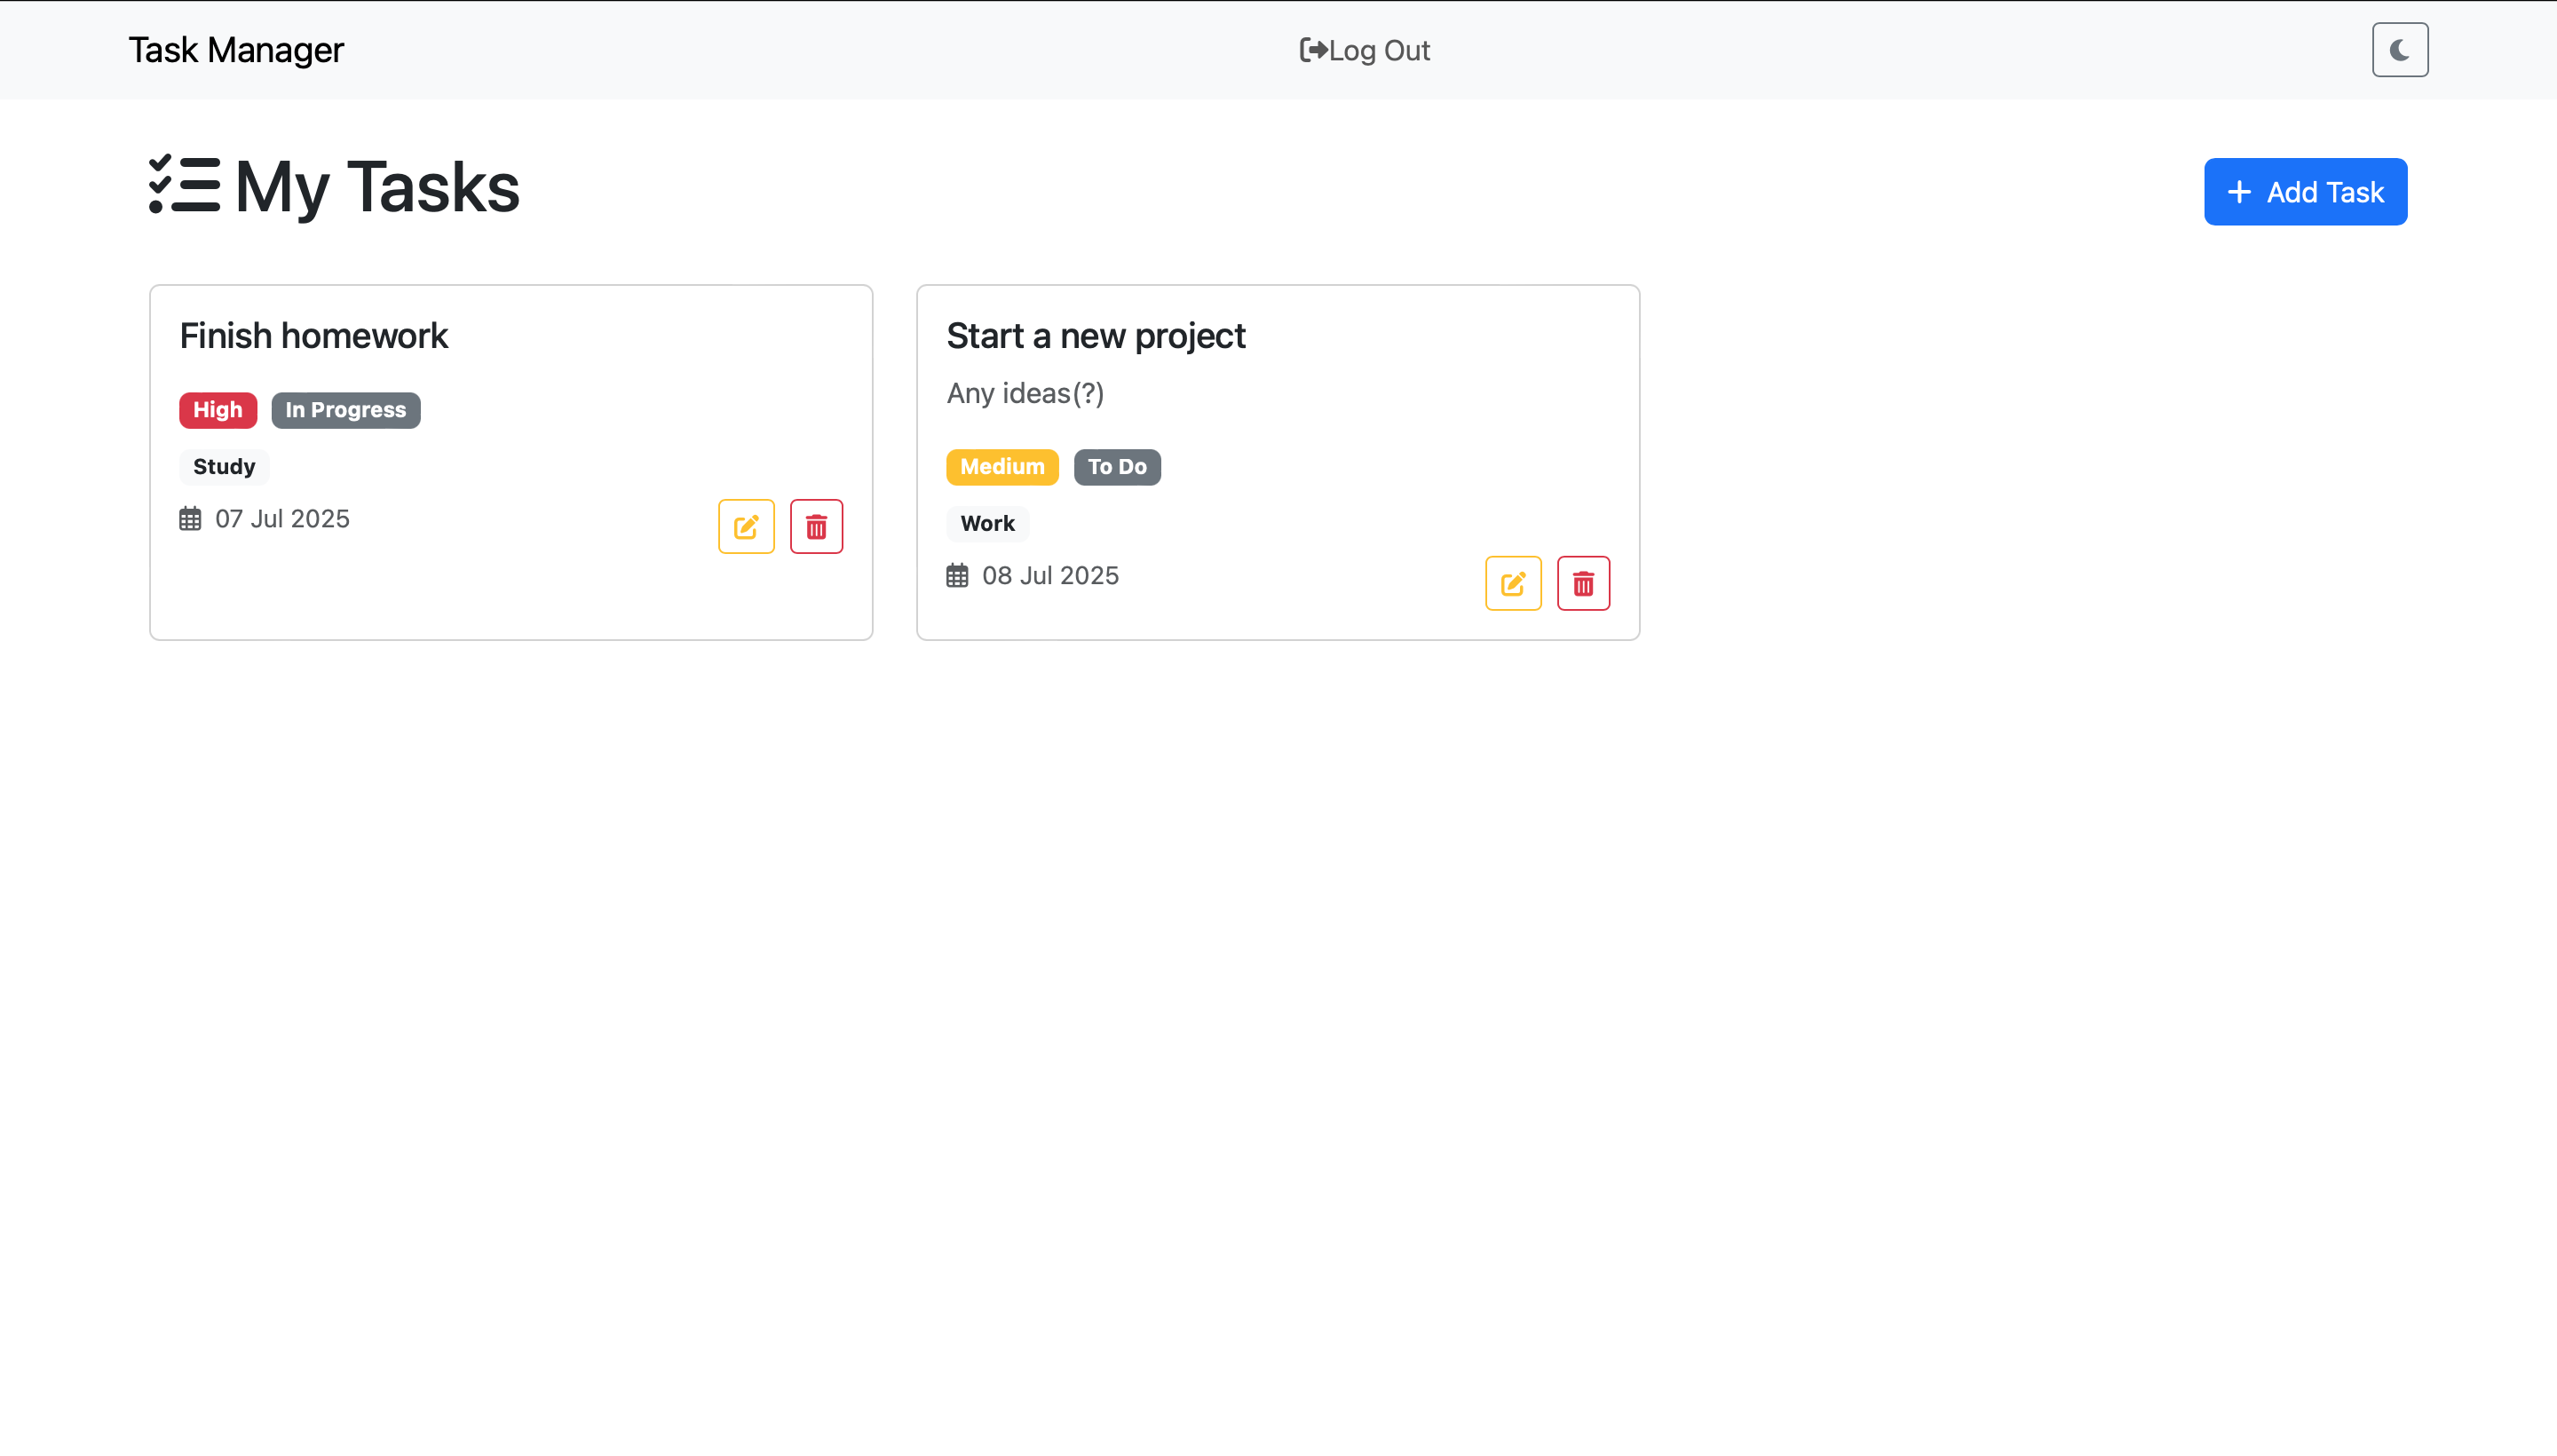 Task Manager
Log Out
My Tasks
Add Task
Finish homework
High In Progress
Study
07 Jul 2025
Start a new project
Any ideas(?)
Medium To Do
Work
08 Jul 2025